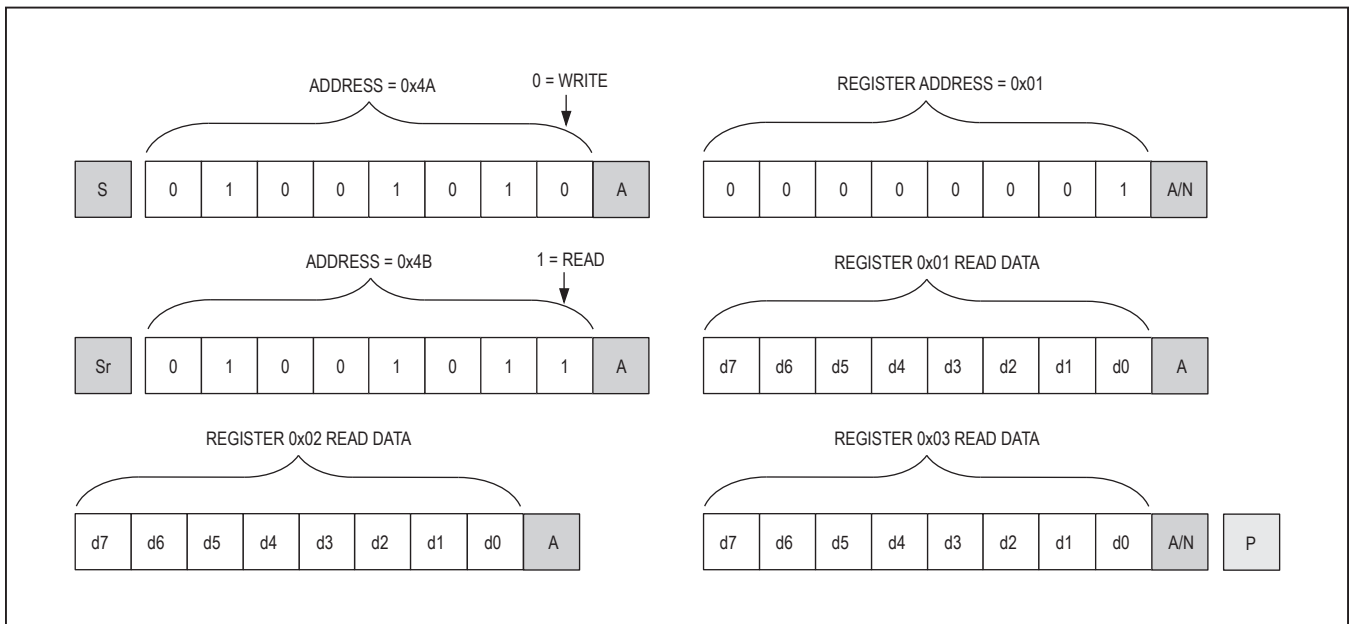 ADDRESS = 0x4A 0 = WRITE REGISTER ADDRESS = 0x01
S 0 1 0 0 1 0 1 0 A 0 0 0 0 0 0 0 1 A/N
ADDRESS = 0x4B 1 = READ REGISTER 0x01 READ DATA
Sr 0 1 0 0 1 0 1 1 A d7 d6 d5 d4 d3 d2 d1 d0 A
REGISTER 0x02 READ DATA REGISTER 0x03 READ DATA
d7 d6 d5 d4 d3 d2 d1 d0 A d7 d6 d5 d4 d3 d2 d1 d0 A/N P